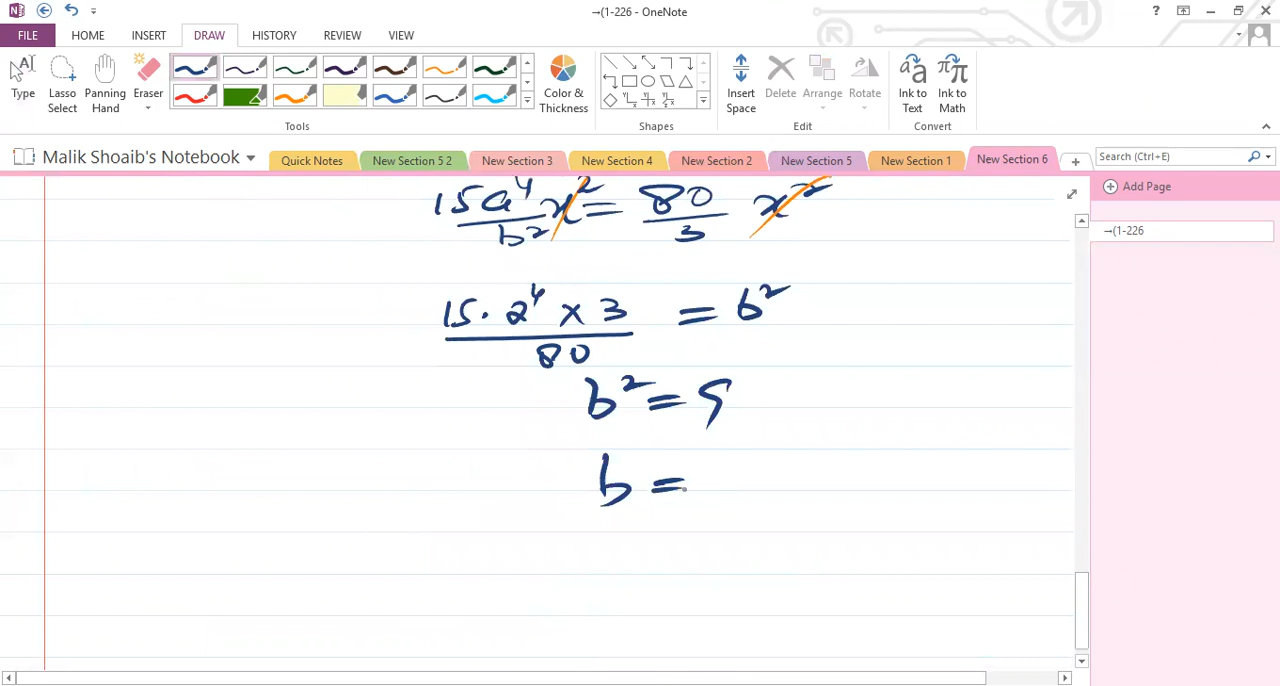 →(1-226 - OneNote
FILE HOME INSERT DRAW HISTORY REVIEW VIEW
Type Lasso Select Panning Hand Eraser Color & Thickness Insert Space Delete Arrange Rotate Ink to Text Ink to Math
Tools Shapes Edit Convert
Malik Shoaib's Notebook Quick Notes New Section 5 2 New Section 3 New Section 4 New Section 2 New Section 5 New Section 1 New Section 6 Search (Ctrl+E)
Add Page
→(1-226
15a⁴x²/b² = 80/3 x²
15·2⁴ × 3/80 = b²
b² = 9
b =